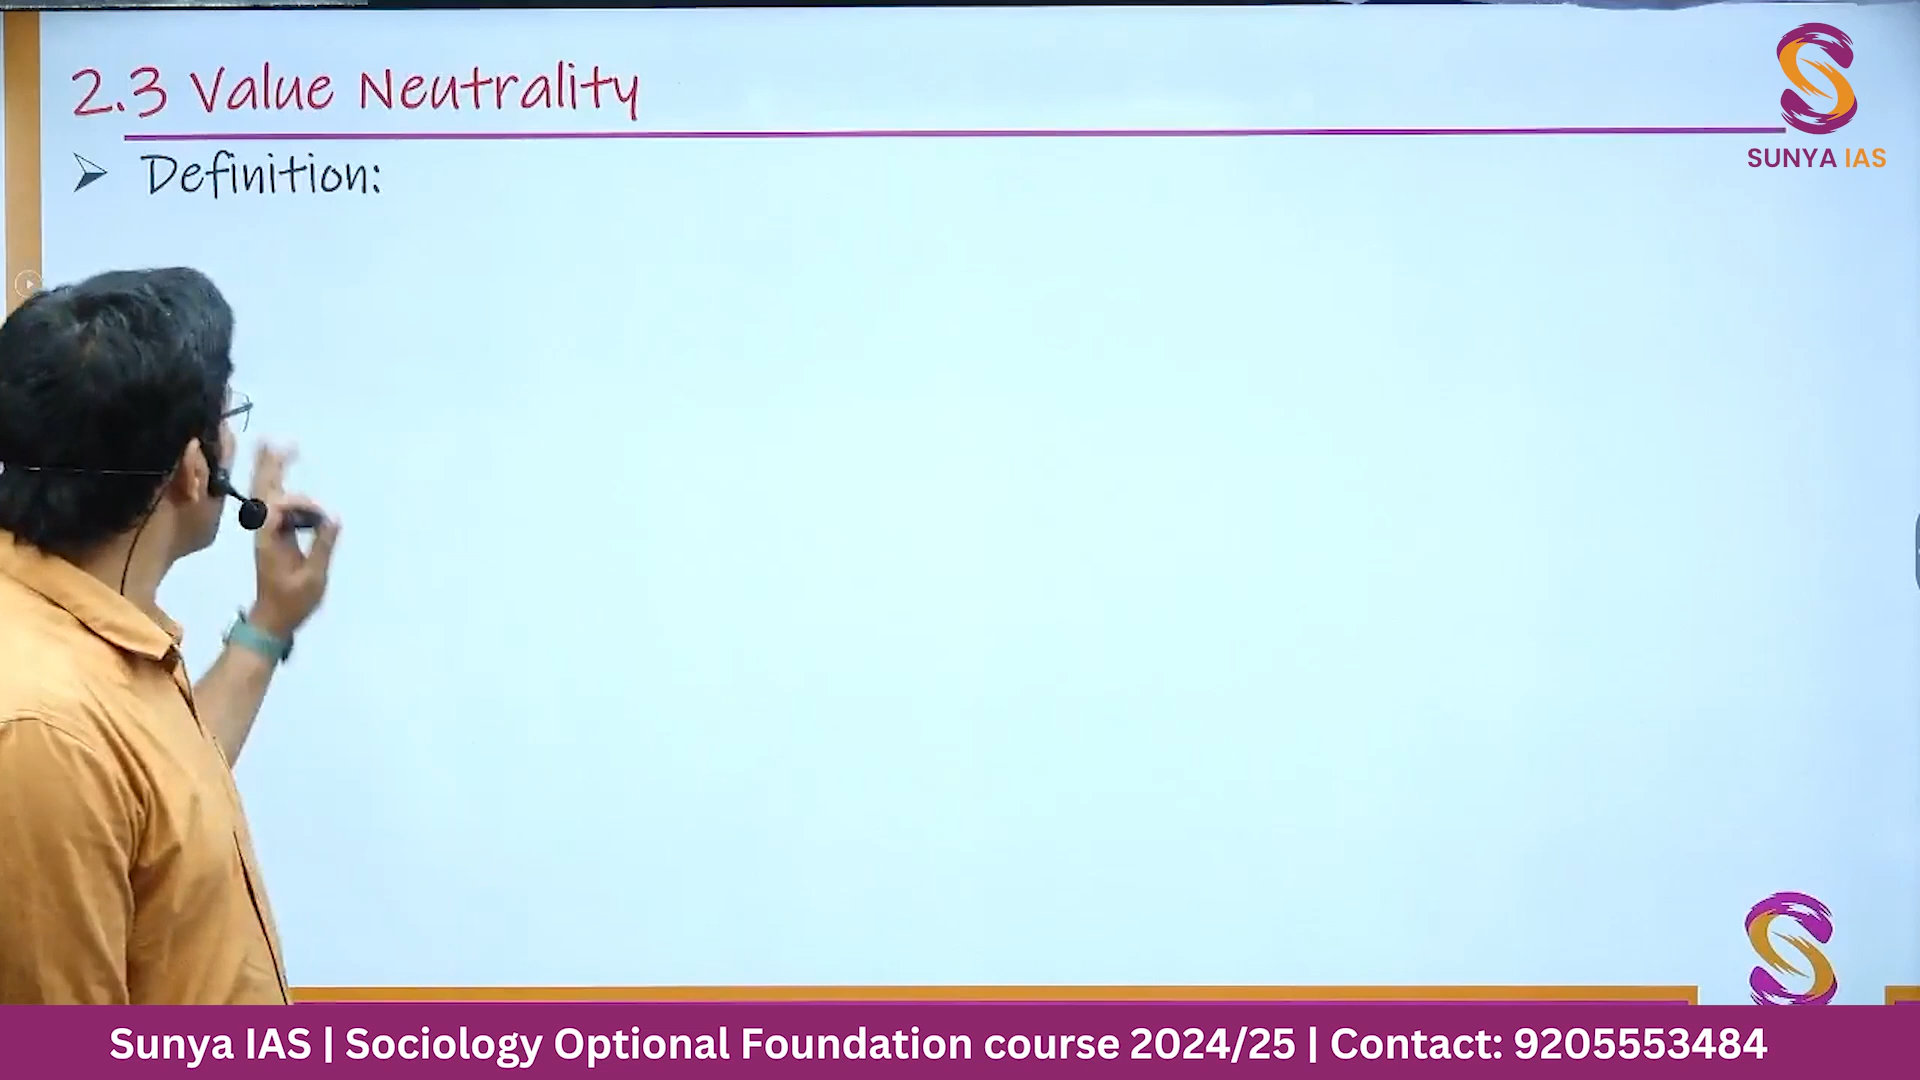 2.3 Value Neutrality
SUNYA IAS
➢ Definition:
Sunya IAS | Sociology Optional Foundation course 2024/25 | Contact: 9205553484